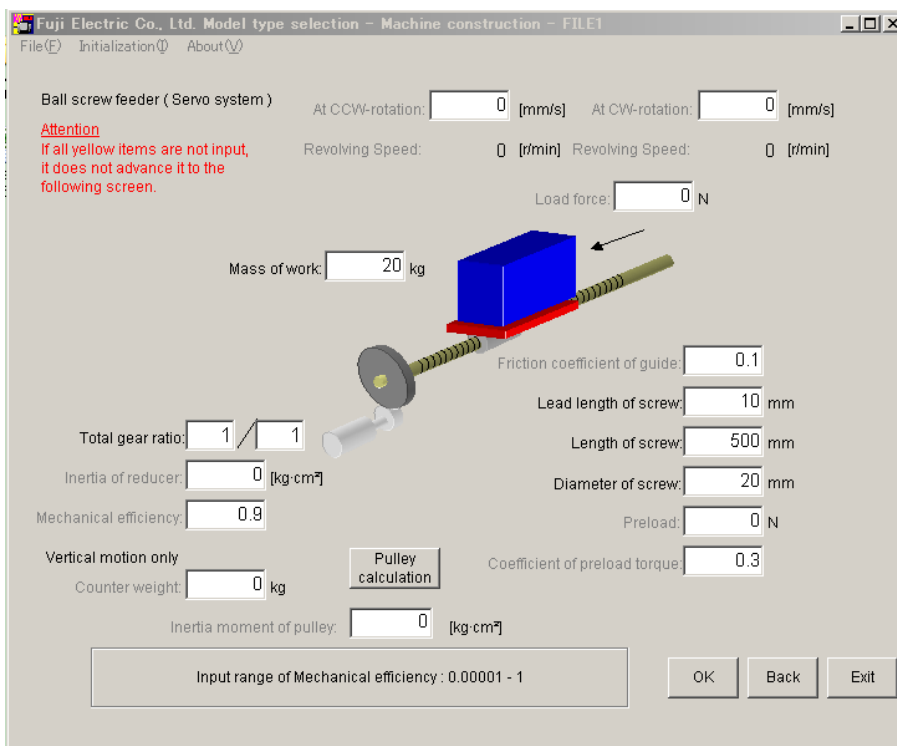 Fuji Electric Co., Ltd. Model type selection - Machine construction - FILE1
File(F) Initialization(I) About(V)
Ball screw feeder ( Servo system )
At CCW-rotation: 0 [mm/s] At CW-rotation: 0 [mm/s]
Attention
If all yellow items are not input,
it does not advance it to the
following screen.
Revolving Speed: 0 [r/min] Revolving Speed: 0 [r/min]
Load force: 0 N
Mass of work: 20 kg
Friction coefficient of guide: 0.1
Lead length of screw: 10 mm
Total gear ratio: 1 / 1
Length of screw: 500 mm
Inertia of reducer: 0 [kg·cm²]
Diameter of screw: 20 mm
Mechanical efficiency: 0.9
Preload: 0 N
Vertical motion only
Pulley
calculation
Coefficient of preload torque: 0.3
Counter weight: 0 kg
Inertia moment of pulley: 0 [kg·cm²]
Input range of Mechanical efficiency : 0.00001 - 1
OK Back Exit